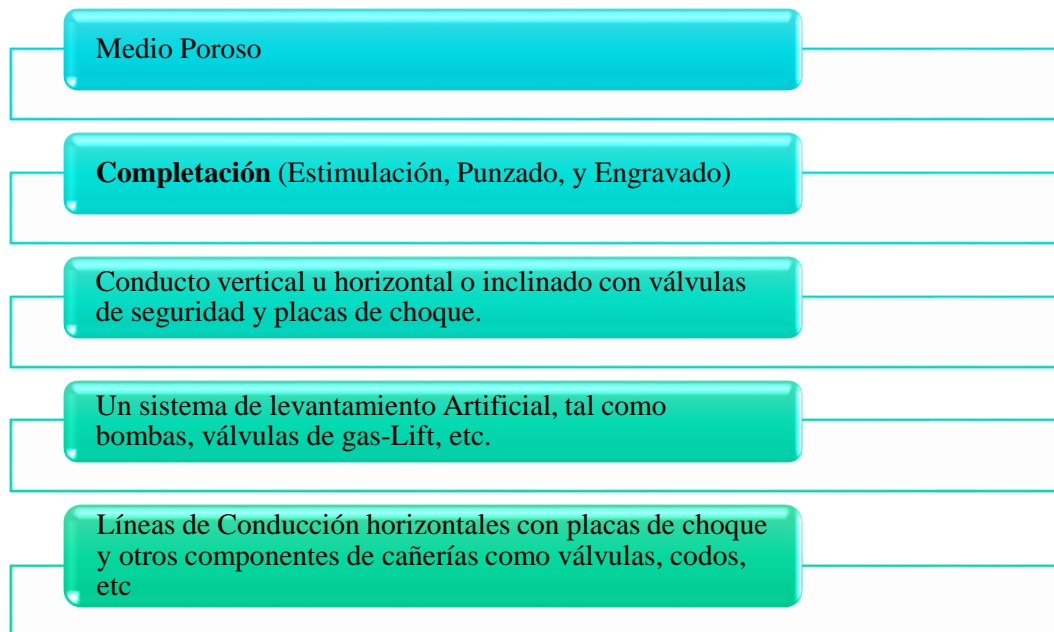 Medio Poroso
Completación (Estimulación, Punzado, y Engravado)
Conducto vertical u horizontal o inclinado con válvulas
de seguridad y placas de choque.
Un sistema de levantamiento Artificial, tal como
bombas, válvulas de gas-Lift, etc.
Líneas de Conducción horizontales con placas de choque
y otros componentes de cañerías como válvulas, codos,
etc